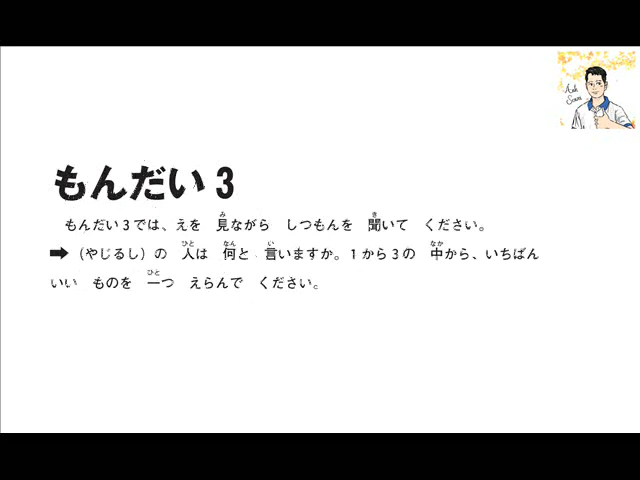 Ask
Sam
もんだい3
もんだい3では、えを 見ながら しつもんを 聞いて ください。
➡(やじるし)の 人は 何と 言いますか。1から3の 中から、いちばん
いい ものを 一つ えらんで ください。